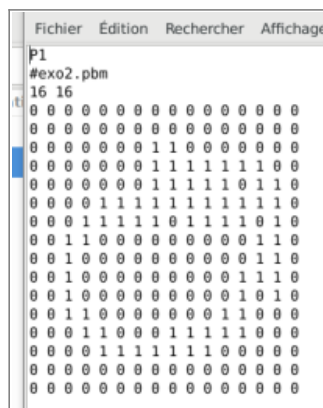 Fichier Édition Rechercher Affichage
P1
#exo2.pbm
16 16
0 0 0 0 0 0 0 0 0 0 0 0 0 0 0 0
0 0 0 0 0 0 0 0 0 0 0 0 0 0 0 0
0 0 0 0 0 0 0 1 1 0 0 0 0 0 0 0
0 0 0 0 0 0 0 1 1 1 1 1 1 1 0 0
0 0 0 0 0 0 0 1 1 1 1 1 0 1 1 0
0 0 0 0 1 1 1 1 1 1 1 1 1 1 1 0
0 0 0 1 1 1 1 1 0 1 1 1 1 0 1 0
0 0 1 1 0 0 0 0 0 0 0 0 0 1 1 0
0 0 1 0 0 0 0 0 0 0 0 0 0 1 1 0
0 0 1 0 0 0 0 0 0 0 0 0 1 1 1 0
0 0 1 0 0 0 0 0 0 0 0 0 1 0 1 0
0 0 1 1 0 0 0 0 0 0 0 1 1 0 0 0
0 0 0 1 1 0 0 0 1 1 1 1 1 0 0 0
0 0 0 0 1 1 1 1 1 1 1 0 0 0 0 0
0 0 0 0 0 0 0 0 0 0 0 0 0 0 0 0
0 0 0 0 0 0 0 0 0 0 0 0 0 0 0 0